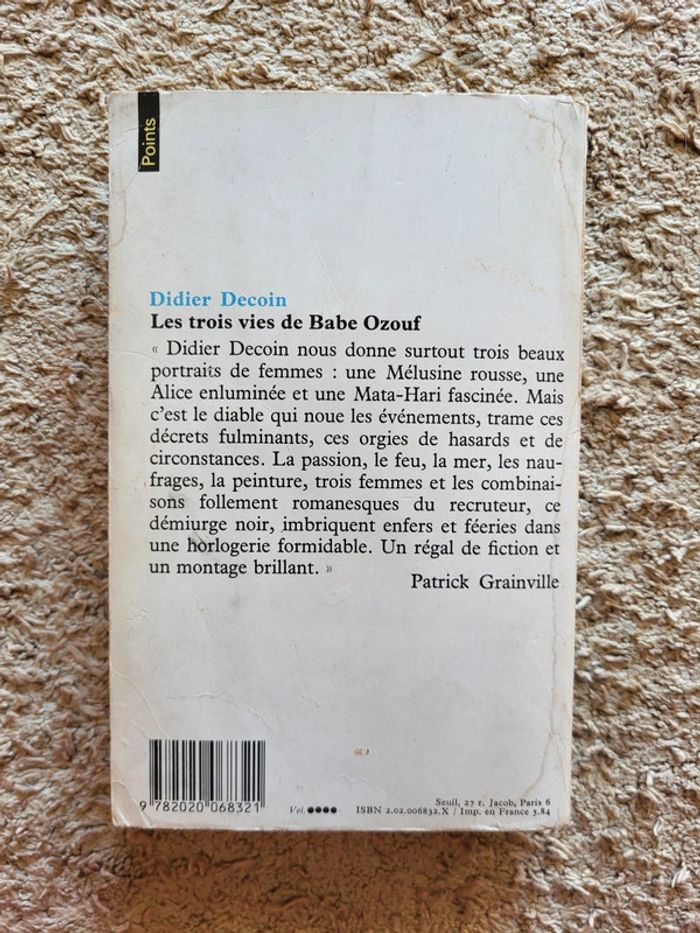 Points
Didier Decoin
Les trois vies de Babe Ozouf
« Didier Decoin nous donne surtout trois beaux
portraits de femmes : une Mélusine rousse, une
Alice enluminée et une Mata-Hari fascinée. Mais
c'est le diable qui noue les événements, trame ces
décrets fulminants, ces orgies de hasards et de
circonstances. La passion, le feu, la mer, les nau-
frages, la peinture, trois femmes et les combinai-
sons follement romanesques du recruteur, ce
démiurge noir, imbriquent enfers et féeries dans
une horlogerie formidable. Un régal de fiction et
un montage brillant. »
Patrick Grainville
9 782020 068321
Vol.●●●●
Seuil, 27 r. Jacob, Paris 6
ISBN 2.02.006832.X / Imp. en France 5.84